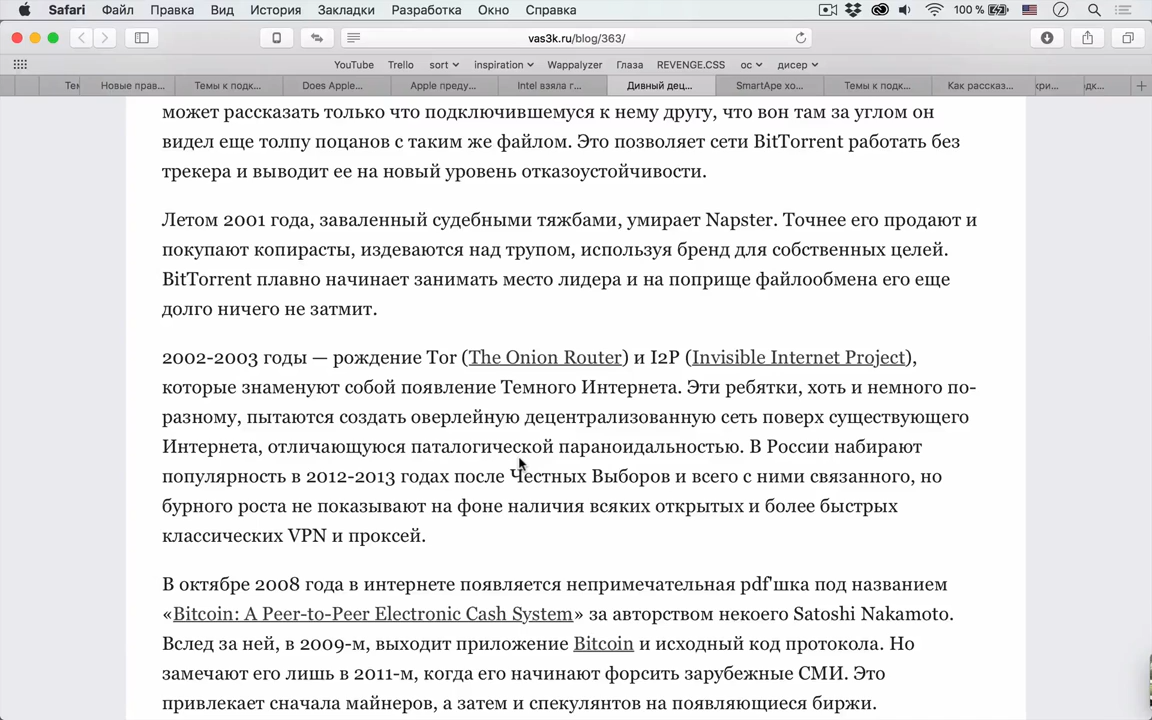 Safari Файл Правка Вид История Закладки Разработка Окно Справка 100 %
vas3k.ru/blog/363/
YouTube Trello sort inspiration Wappalyzer Глаза REVENGE.CSS ос дисер
Тем Новые прав... Темы к подк... Does Apple... Apple преду... Intel взяла г... Дивный дец... SmartApe хо... Темы к подк... Как рассказ... кри... дк...
может рассказать только что подключившемуся к нему другу, что вон там за углом он
видел еще толпу поцанов с таким же файлом. Это позволяет сети BitTorrent работать без
трекера и выводит ее на новый уровень отказоустойчивости.
Летом 2001 года, заваленный судебными тяжбами, умирает Napster. Точнее его продают и
покупают копирасты, издеваются над трупом, используя бренд для собственных целей.
BitTorrent плавно начинает занимать место лидера и на поприще файлообмена его еще
долго ничего не затмит.
2002-2003 годы — рождение Tor (The Onion Router) и I2P (Invisible Internet Project),
которые знаменуют собой появление Темного Интернета. Эти ребятки, хоть и немного по-
разному, пытаются создать оверлейную децентрализованную сеть поверх существующего
Интернета, отличающуюся паталогической параноидальностью. В России набирают
популярность в 2012-2013 годах после Честных Выборов и всего с ними связанного, но
бурного роста не показывают на фоне наличия всяких открытых и более быстрых
классических VPN и проксей.
В октябре 2008 года в интернете появляется непримечательная pdf'шка под названием
«Bitcoin: A Peer-to-Peer Electronic Cash System» за авторством некоего Satoshi Nakamoto.
Вслед за ней, в 2009-м, выходит приложение Bitcoin и исходный код протокола. Но
замечают его лишь в 2011-м, когда его начинают форсить зарубежные СМИ. Это
привлекает сначала майнеров, а затем и спекулянтов на появляющиеся биржи.